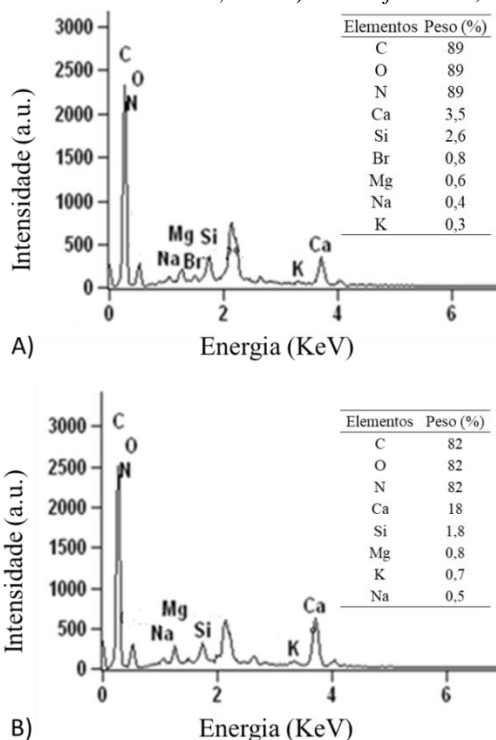 Elementos Peso (%)
C 89
O 89
N 89
Ca 3,5
Si 2,6
Br 0,8
Mg 0,6
Na 0,4
K 0,3
Intensidade (a.u.)
3000
2500
2000
1500
1000
500
0
C
O
N
Mg Si
Na Br
K
Ca
0 2 4 6
A) Energia (KeV)
Elementos Peso (%)
C 82
O 82
N 82
Ca 18
Si 1,8
Mg 0,8
K 0,7
Na 0,5
Intensidade (a.u.)
3000
2500
2000
1500
1000
500
0
C
O
N
Mg
Na Si
K
Ca
0 2 4 6
B) Energia (KeV)